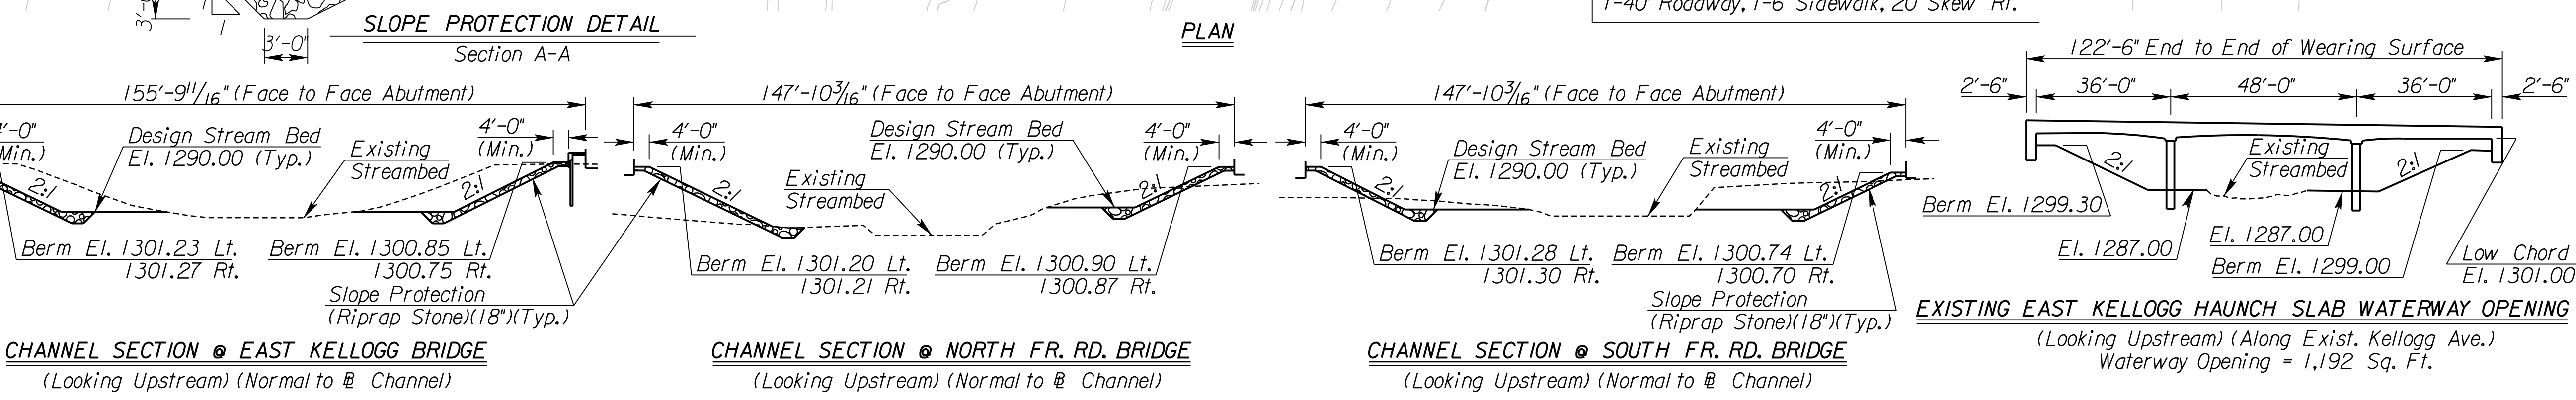 1-40' Roadway, 1-6' Sidewalk, 20° Skew Rt.
3'-0"
1
SLOPE PROTECTION DETAIL
Section A-A
PLAN
155'-9 11/16" (Face to Face Abutment)
4'-0"
(Min.)
Design Stream Bed
El. 1290.00 (Typ.)
Existing
Streambed
4'-0"
(Min.)
2:1
2:1
Berm El. 1301.23 Lt.
1301.27 Rt.
Berm El. 1300.85 Lt.
1300.75 Rt.
Slope Protection
(Riprap Stone)(18")(Typ.)
CHANNEL SECTION @ EAST KELLOGG BRIDGE
(Looking Upstream) (Normal to ℄ Channel)
147'-10 3/16" (Face to Face Abutment)
4'-0"
(Min.)
Design Stream Bed
El. 1290.00 (Typ.)
4'-0"
(Min.)
2:1
Existing
Streambed
2:1
Berm El. 1301.20 Lt.
1301.21 Rt.
Berm El. 1300.90 Lt.
1300.87 Rt.
CHANNEL SECTION @ NORTH FR. RD. BRIDGE
(Looking Upstream) (Normal to ℄ Channel)
147'-10 3/16" (Face to Face Abutment)
4'-0"
(Min.)
Design Stream Bed
El. 1290.00 (Typ.)
Existing
Streambed
4'-0"
(Min.)
2:1
2:1
Berm El. 1301.28 Lt.
1301.30 Rt.
Berm El. 1300.74 Lt.
1300.70 Rt.
Slope Protection
(Riprap Stone)(18")(Typ.)
CHANNEL SECTION @ SOUTH FR. RD. BRIDGE
(Looking Upstream) (Normal to ℄ Channel)
122'-6" End to End of Wearing Surface
2'-6" 36'-0" 48'-0" 36'-0" 2'-6"
2:1
Existing
Streambed
2:1
Berm El. 1299.30
El. 1287.00
El. 1287.00
Berm El. 1299.00
Low Chord
El. 1301.00
EXISTING EAST KELLOGG HAUNCH SLAB WATERWAY OPENING
(Looking Upstream) (Along Exist. Kellogg Ave.)
Waterway Opening = 1,192 Sq. Ft.